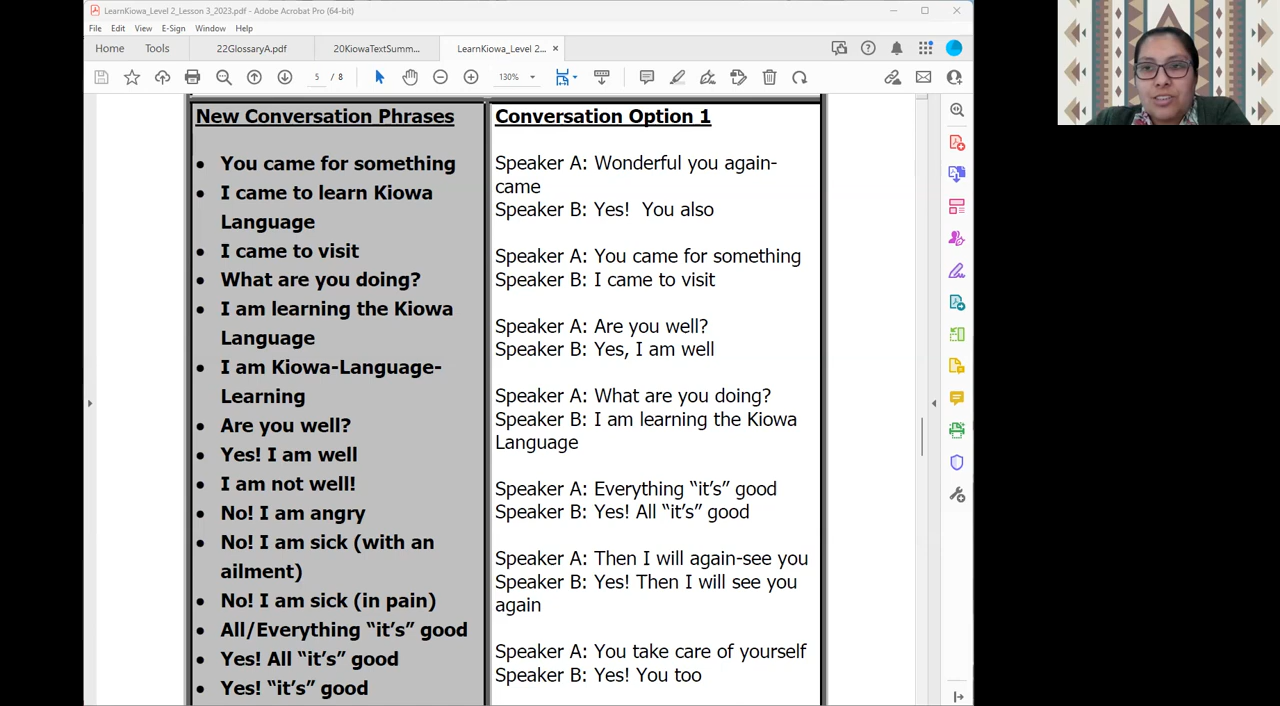 LearnKiowa_Level 2_Lesson 3_2023.pdf - Adobe Acrobat Pro (64-bit)
File Edit View E-Sign Window Help
Home Tools 22GlossaryA.pdf 20KiowaTextSumm... LearnKiowa_Level 2... ×
5 / 8 130%
New Conversation Phrases
• You came for something
• I came to learn Kiowa
Language
• I came to visit
• What are you doing?
• I am learning the Kiowa
Language
• I am Kiowa-Language-
Learning
• Are you well?
• Yes! I am well
• I am not well!
• No! I am angry
• No! I am sick (with an
ailment)
• No! I am sick (in pain)
• All/Everything “it’s” good
• Yes! All “it’s” good
• Yes! “it’s” good
Conversation Option 1
Speaker A: Wonderful you again-
came
Speaker B: Yes!  You also
Speaker A: You came for something
Speaker B: I came to visit
Speaker A: Are you well?
Speaker B: Yes, I am well
Speaker A: What are you doing?
Speaker B: I am learning the Kiowa
Language
Speaker A: Everything “it’s” good
Speaker B: Yes! All “it’s” good
Speaker A: Then I will again-see you
Speaker B: Yes! Then I will see you
again
Speaker A: You take care of yourself
Speaker B: Yes! You too